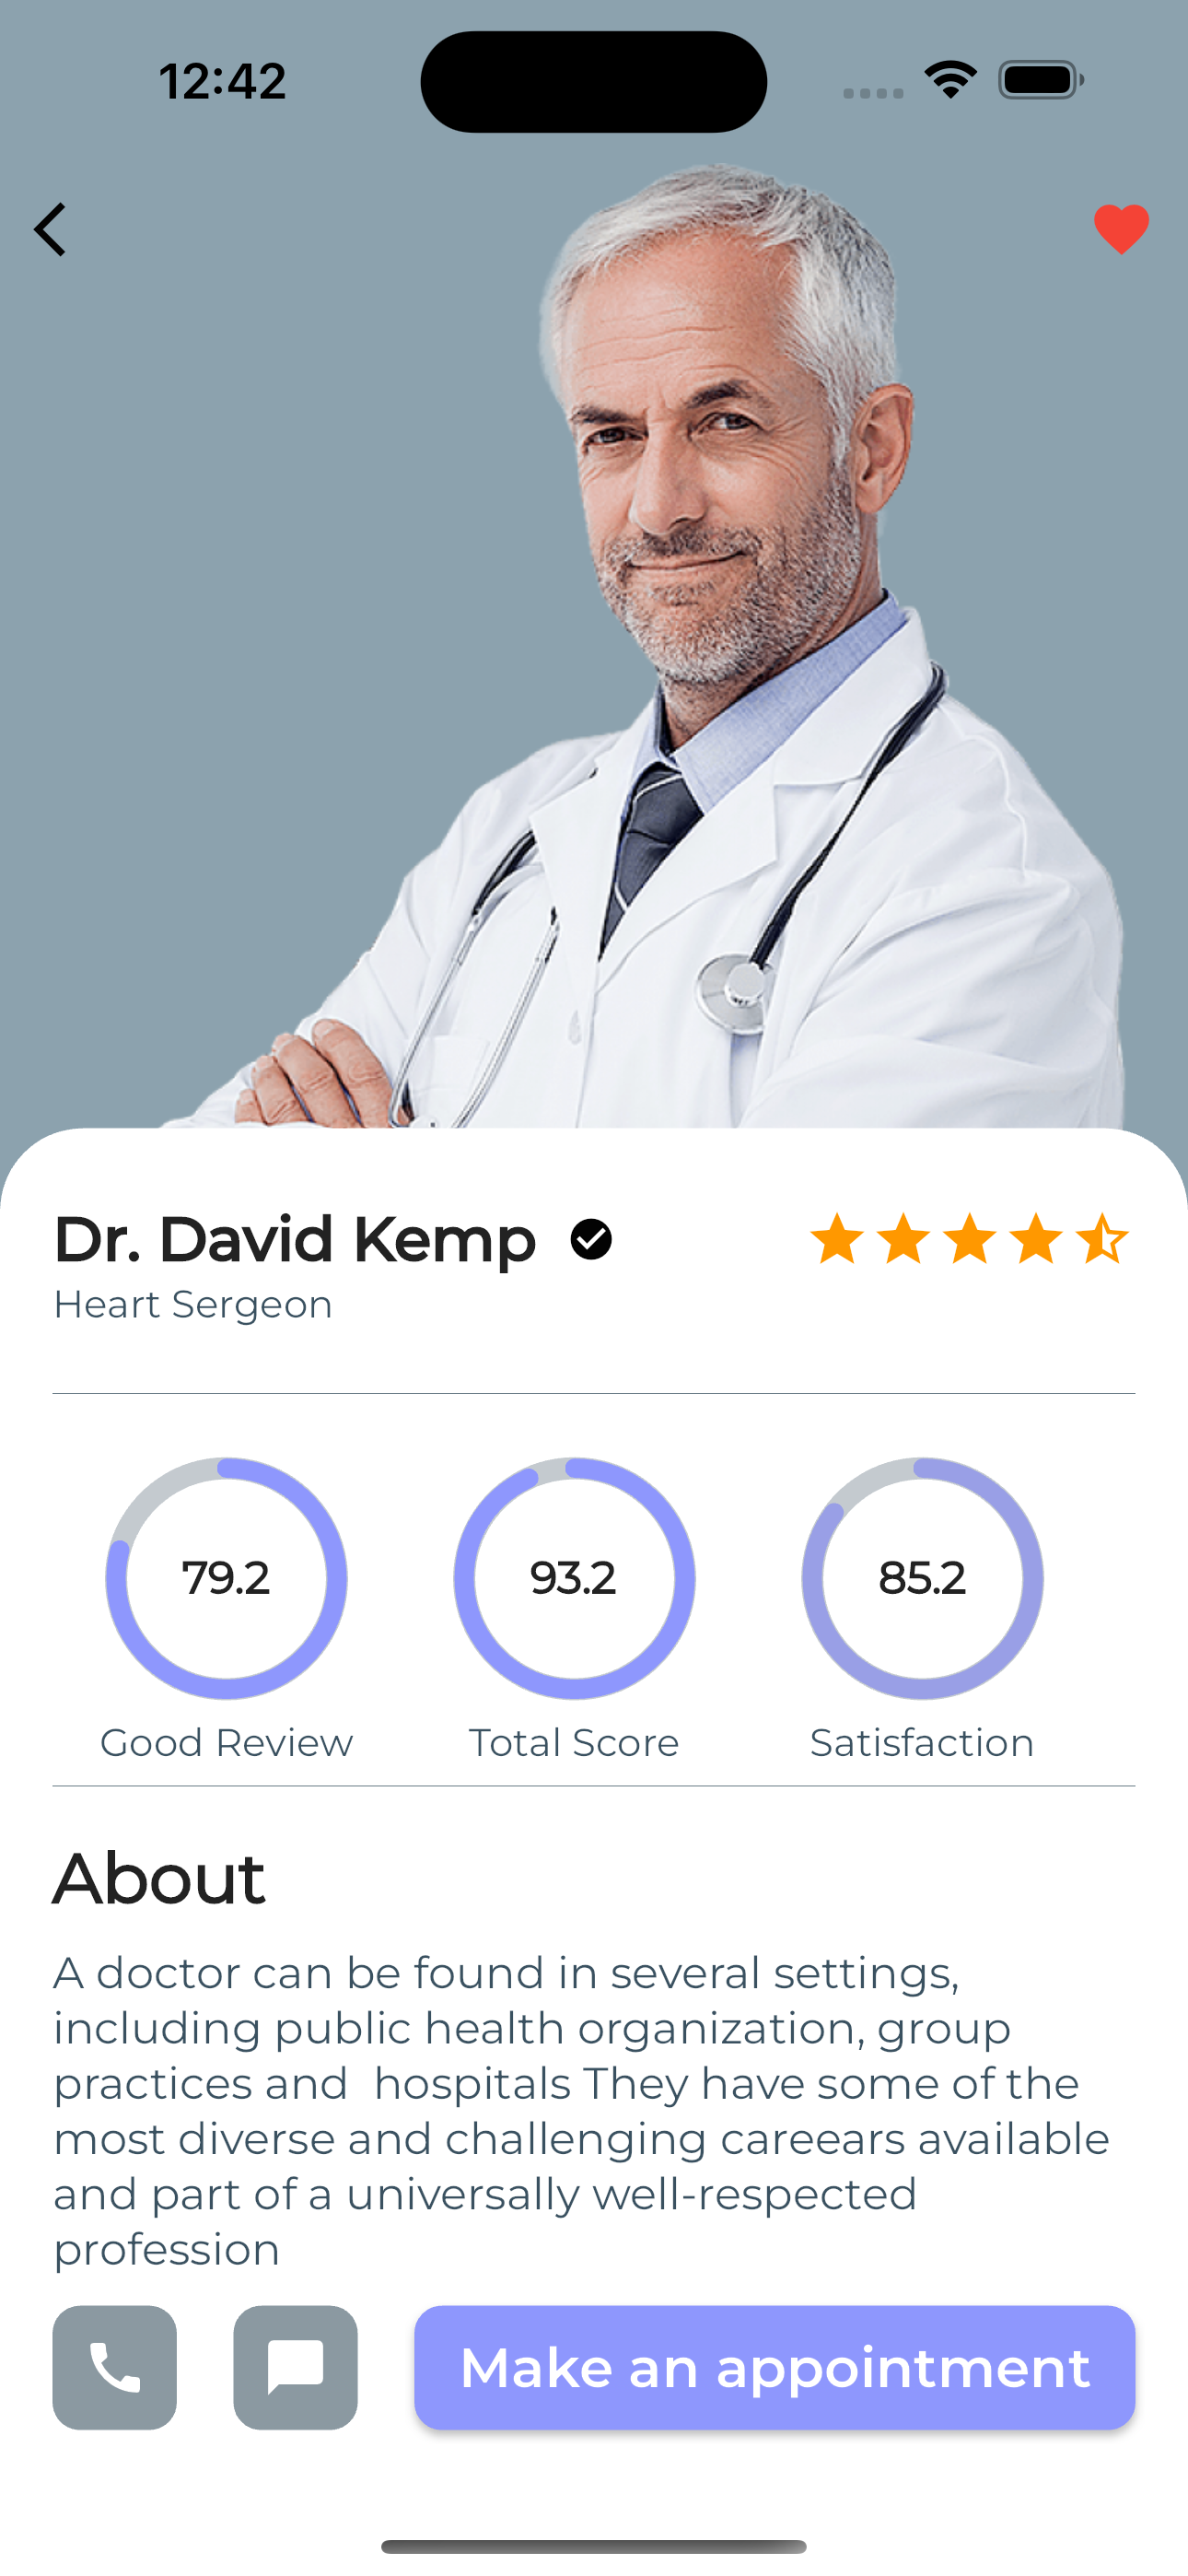 12:42
Dr. David Kemp
Heart Sergeon
79.2
93.2
85.2
Good Review
Total Score
Satisfaction
About
A doctor can be found in several settings,
including public health organization, group
practices and  hospitals They have some of the
most diverse and challenging careears available
and part of a universally well-respected
profession
Make an appointment